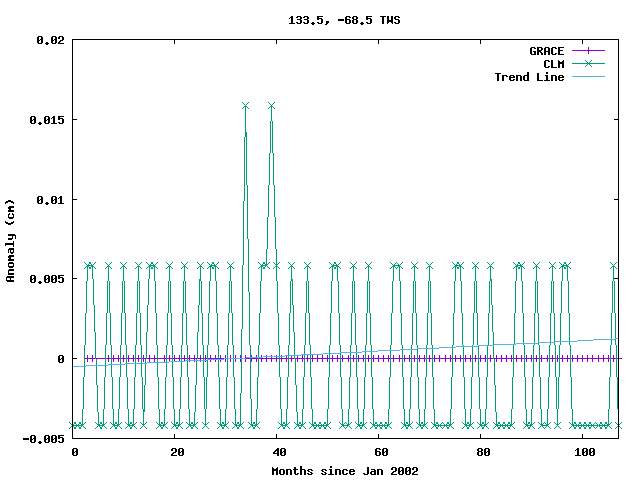 133.5, -68.5 TWS
0.02
0.015
0.01
0.005
0
-0.005
Anomaly (cm)
GRACE
CLM
Trend Line
0 20 40 60 80 100
Months since Jan 2002